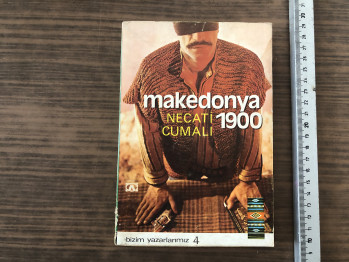 makedonya
1900
NECATİ
CUMALI
bizim yazarlarımız 4